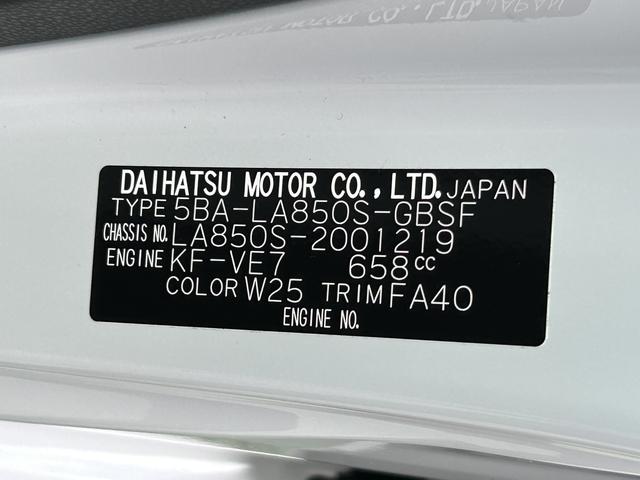 DAIHATSU MOTOR CO., LTD. JAPAN
TYPE 5BA-LA850S-GBSF
CHASSIS NO. LA850S-2001219
ENGINE KF-VE7 658cc
COLOR W25 TRIM FA40
ENGINE NO.